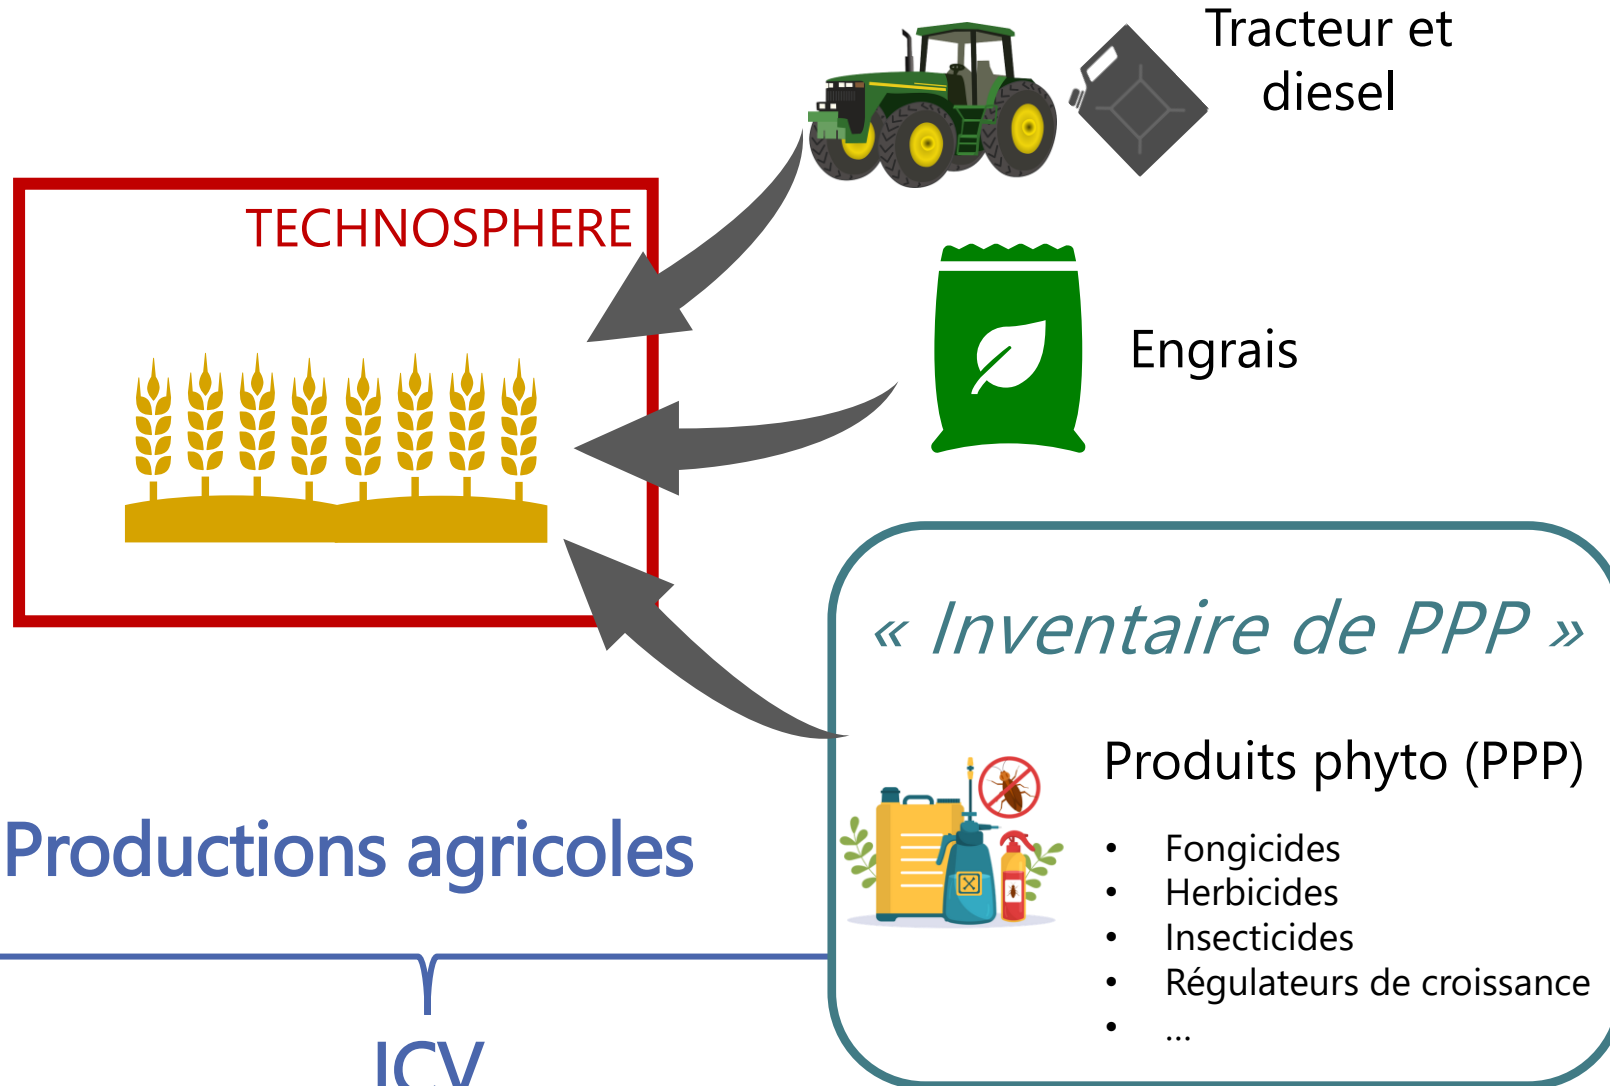 Tracteur et
diesel
TECHNOSPHERE
Engrais
« Inventaire de PPP »
Produits phyto (PPP)
• Fongicides
• Herbicides
• Insecticides
• Régulateurs de croissance
• ...
Productions agricoles
ICV